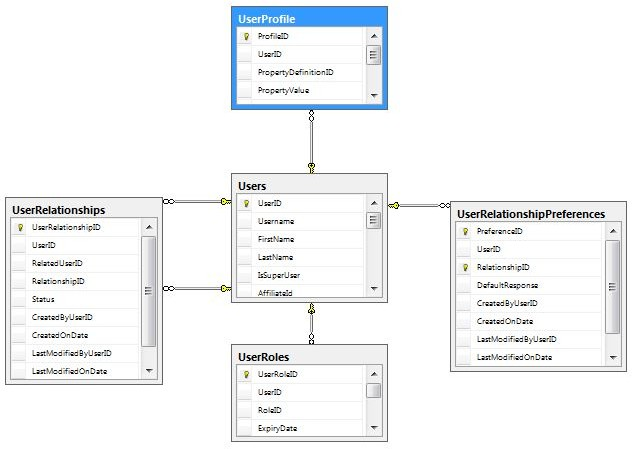 UserProfile
ProfileID
UserID
PropertyDefinitionID
PropertyValue
Users
UserID
Username
FirstName
LastName
IsSuperUser
AffiliateId
UserRelationships
UserRelationshipID
UserID
RelatedUserID
RelationshipID
Status
CreatedByUserID
CreatedOnDate
LastModifiedByUserID
LastModifiedOnDate
UserRelationshipPreferences
PreferenceID
UserID
RelationshipID
DefaultResponse
CreatedByUserID
CreatedOnDate
LastModifiedByUserID
LastModifiedOnDate
UserRoles
UserRoleID
UserID
RoleID
ExpiryDate